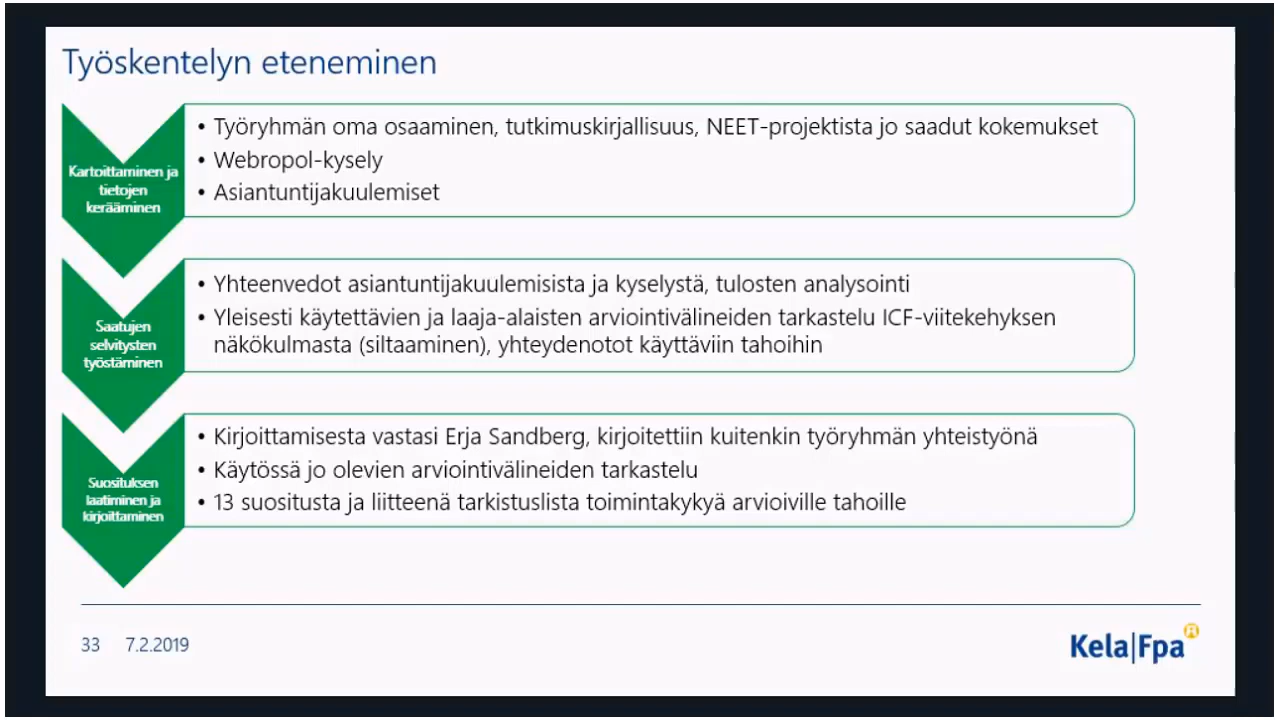 Työskentelyn eteneminen
Kartoittaminen ja
tietojen
kerääminen
• Työryhmän oma osaaminen, tutkimuskirjallisuus, NEET-projektista jo saadut kokemukset
• Webropol-kysely
• Asiantuntijakuulemiset
Saatujen
selvitysten
työstäminen
• Yhteenvedot asiantuntijakuulemisista ja kyselystä, tulosten analysointi
• Yleisesti käytettävien ja laaja-alaisten arviointivälineiden tarkastelu ICF-viitekehyksen
näkökulmasta (siltaaminen), yhteydenotot käyttäviin tahoihin
Suosituksen
laatiminen ja
kirjoittaminen
• Kirjoittamisesta vastasi Erja Sandberg, kirjoitettiin kuitenkin työryhmän yhteistyönä
• Käytössä jo olevien arviointivälineiden tarkastelu
• 13 suositusta ja liitteenä tarkistuslista toimintakykyä arvioiville tahoille
33 7.2.2019
Kela|Fpa